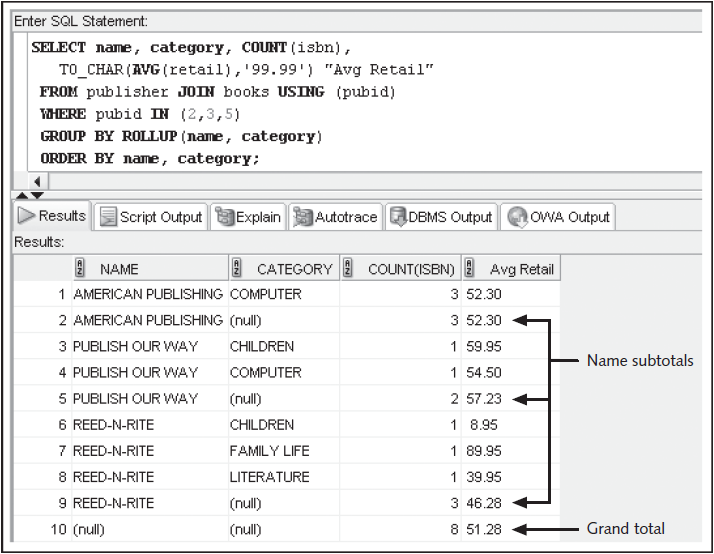 Enter SQL Statement:
SELECT name, category, COUNT(isbn),
TO_CHAR(AVG(retail),'99.99') "Avg Retail"
FROM publisher JOIN books USING (pubid)
WHERE pubid IN (2,3,5)
GROUP BY ROLLUP(name, category)
ORDER BY name, category;
Results Script Output Explain Autotrace DBMS Output OWA Output
Results:
NAME CATEGORY COUNT(ISBN) Avg Retail
1 AMERICAN PUBLISHING COMPUTER 3 52.30
2 AMERICAN PUBLISHING (null) 3 52.30
3 PUBLISH OUR WAY CHILDREN 1 59.95
Name subtotals
4 PUBLISH OUR WAY COMPUTER 1 54.50
5 PUBLISH OUR WAY (null) 2 57.23
6 REED-N-RITE CHILDREN 1 8.95
7 REED-N-RITE FAMILY LIFE 1 89.95
8 REED-N-RITE LITERATURE 1 39.95
9 REED-N-RITE (null) 3 46.28
10 (null) (null) 8 51.28 Grand total